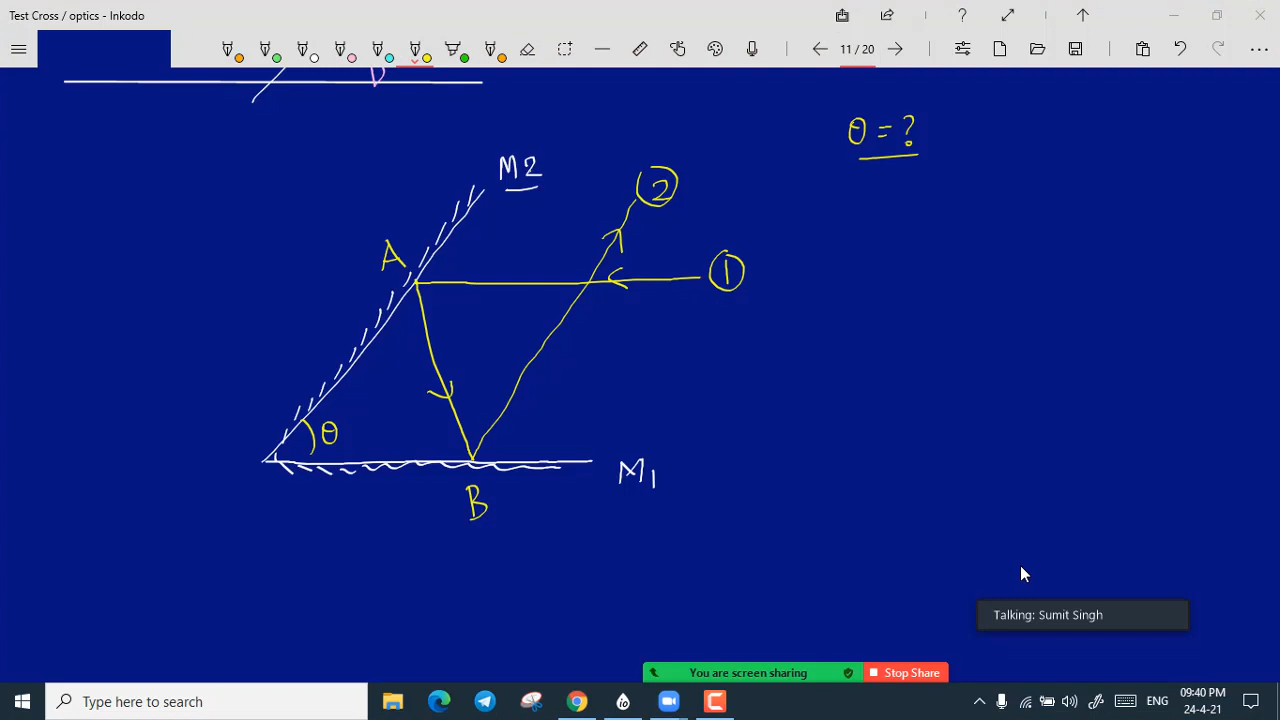 Test Cross / optics - Inkodo
11 / 20
θ = ?
M2
②
A
①
θ
M₁
B
Talking: Sumit Singh
You are screen sharing
Stop Share
Type here to search
ENG
09:40 PM
24-4-21